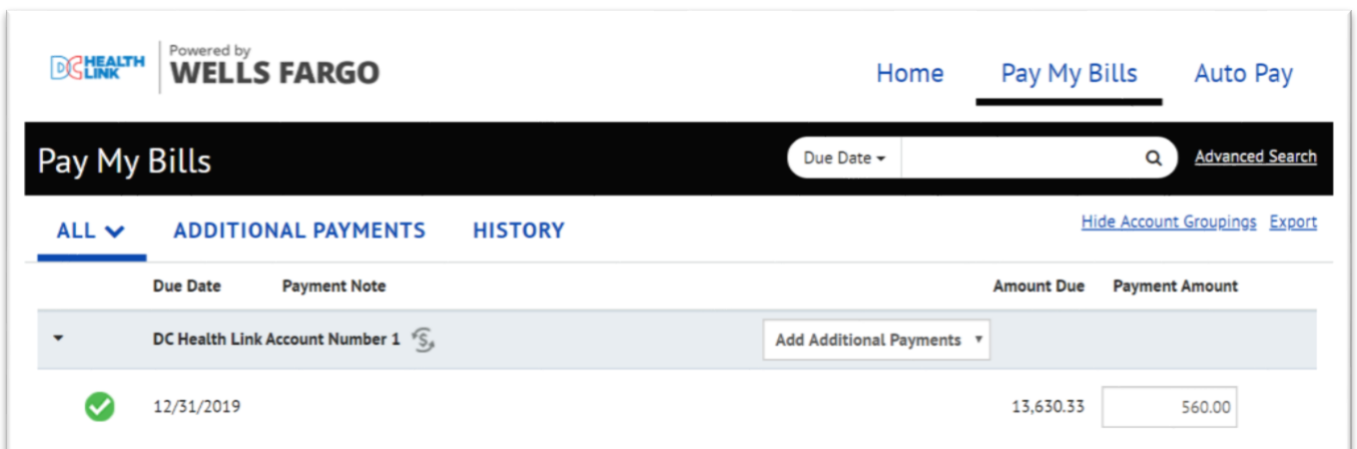 DC HEALTH LINK Powered by WELLS FARGO
Home Pay My Bills Auto Pay
Pay My Bills Due Date Advanced Search
ALL ADDITIONAL PAYMENTS HISTORY Hide Account Groupings Export
Due Date Payment Note Amount Due Payment Amount
DC Health Link Account Number 1 Add Additional Payments
12/31/2019 13,630.33 560.00